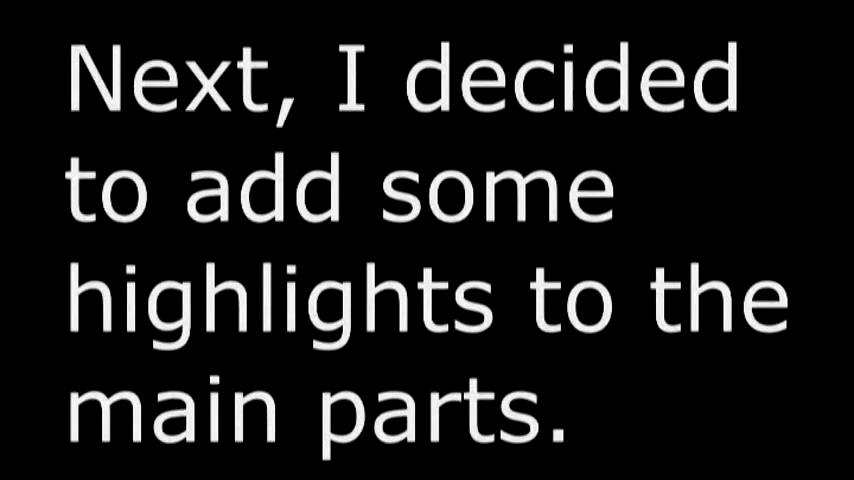 Next, I decided
to add some
highlights to the
main parts.